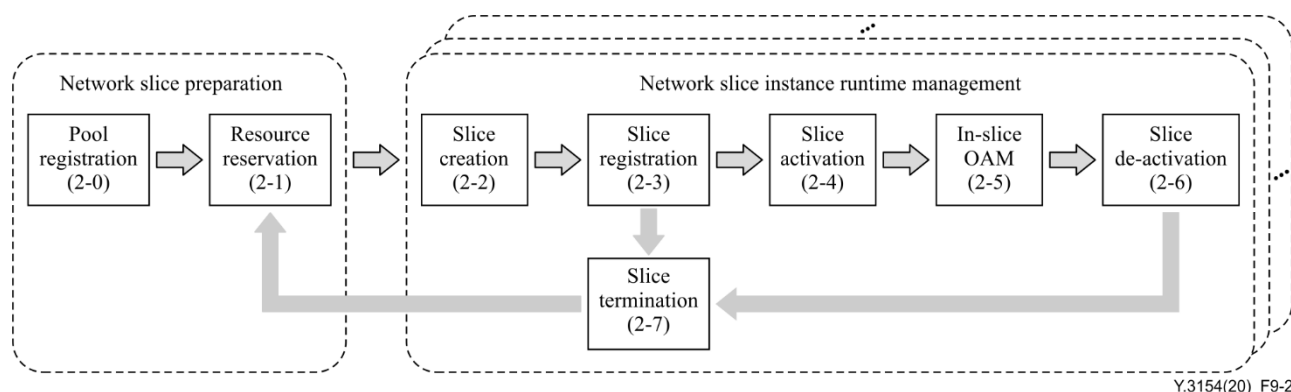 Network slice preparation
Network slice instance runtime management
Pool
registration
(2-0)
Resource
reservation
(2-1)
Slice
creation
(2-2)
Slice
registration
(2-3)
Slice
activation
(2-4)
In-slice
OAM
(2-5)
Slice
de-activation
(2-6)
Slice
termination
(2-7)
...
...
Y.3154(20)_F9-2